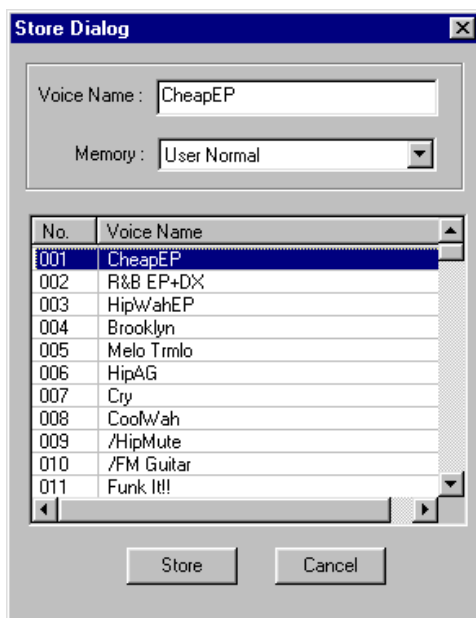 Store Dialog
Voice Name : CheapEP
Memory : User Normal
No. Voice Name
001 CheapEP
002 R&B EP+DX
003 HipWahEP
004 Brooklyn
005 Melo Trmlo
006 HipAG
007 Cry
008 CoolWah
009 /HipMute
010 /FM Guitar
011 Funk It!!
Store Cancel